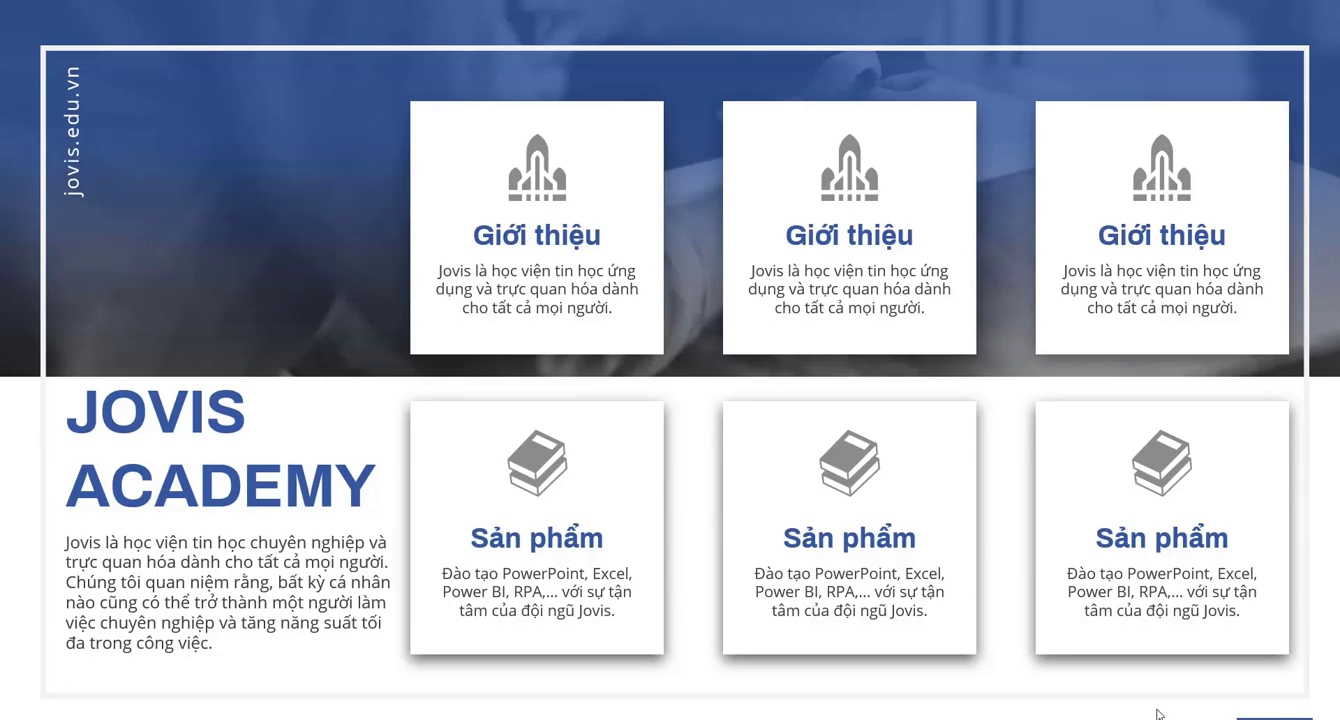 jovis.edu.vn
Giới thiệu
Jovis là học viện tin học ứng
dụng và trực quan hóa dành
cho tất cả mọi người.
Giới thiệu
Jovis là học viện tin học ứng
dụng và trực quan hóa dành
cho tất cả mọi người.
Giới thiệu
Jovis là học viện tin học ứng
dụng và trực quan hóa dành
cho tất cả mọi người.
JOVIS
ACADEMY
Jovis là học viện tin học chuyên nghiệp và
trực quan hóa dành cho tất cả mọi người.
Chúng tôi quan niệm rằng, bất kỳ cá nhân
nào cũng có thể trở thành một người làm
việc chuyên nghiệp và tăng năng suất tối
đa trong công việc.
Sản phẩm
Đào tạo PowerPoint, Excel,
Power BI, RPA,... với sự tận
tâm của đội ngũ Jovis.
Sản phẩm
Đào tạo PowerPoint, Excel,
Power BI, RPA,... với sự tận
tâm của đội ngũ Jovis.
Sản phẩm
Đào tạo PowerPoint, Excel,
Power BI, RPA,... với sự tận
tâm của đội ngũ Jovis.